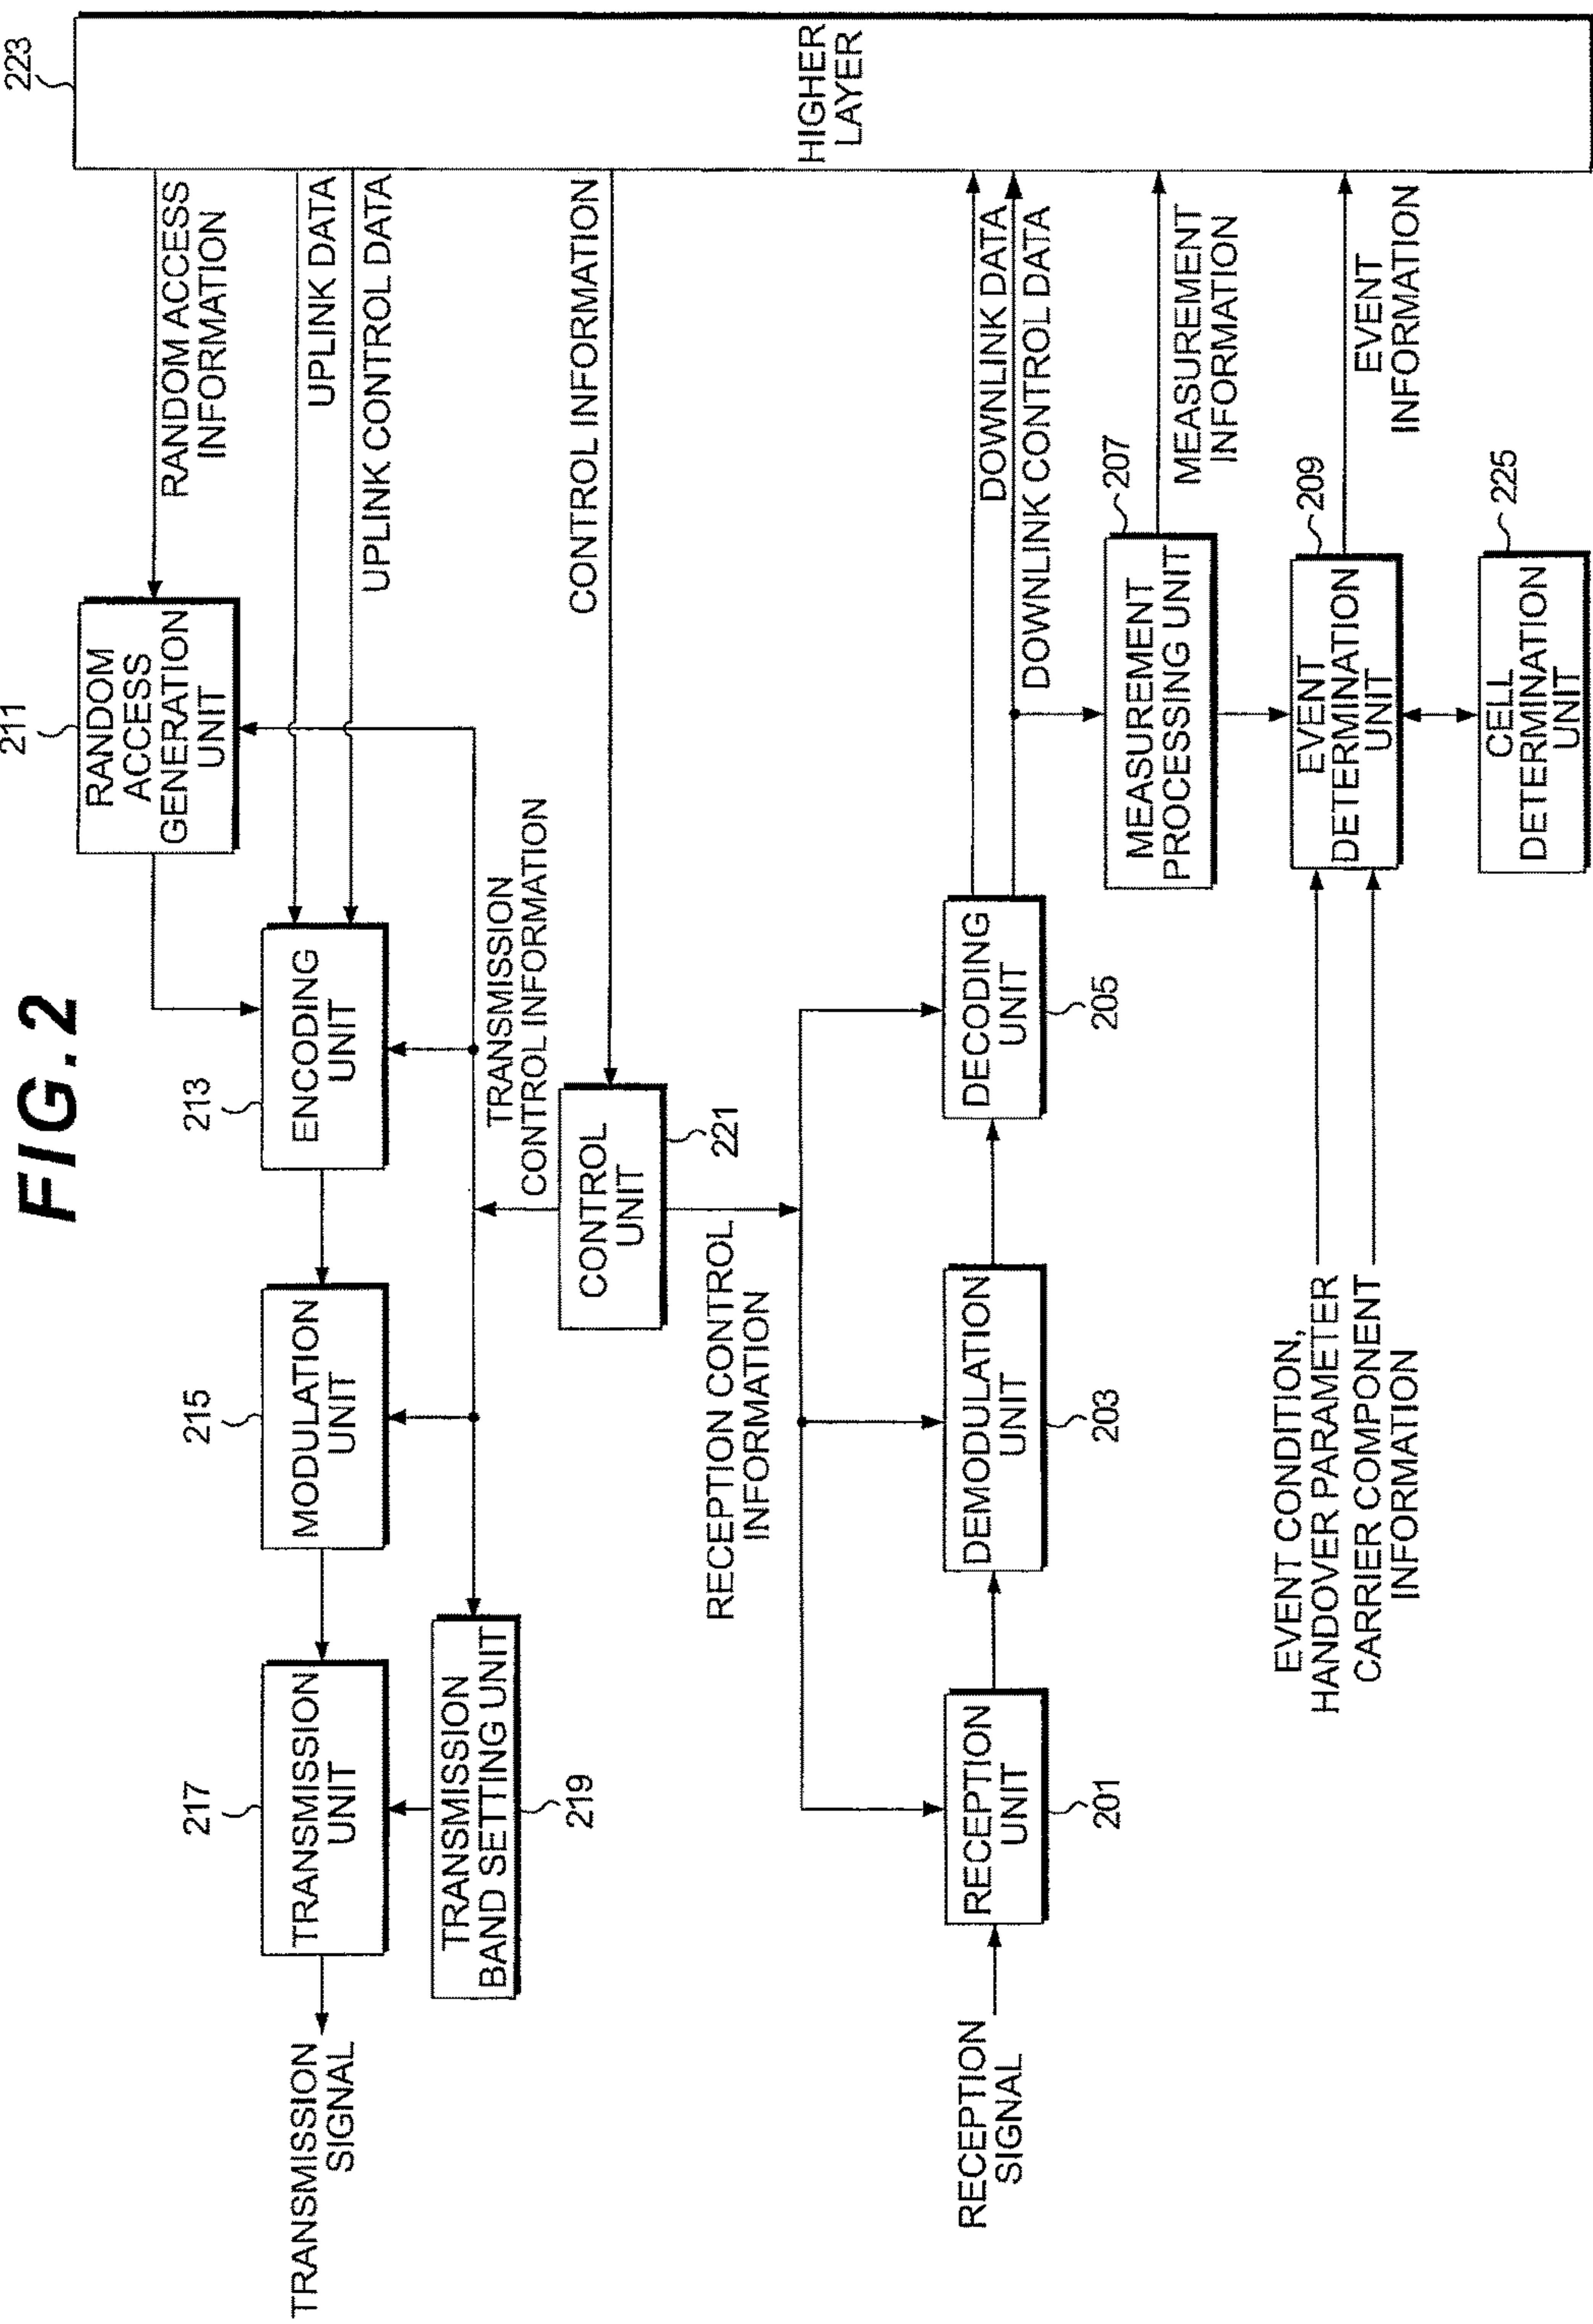 FIG.2
211
223
RANDOM
ACCESS
GENERATION
UNIT
RANDOM ACCESS
INFORMATION
217
215
213
TRANSMISSION
UNIT
MODULATION
UNIT
ENCODING
UNIT
UPLINK DATA
UPLINK CONTROL DATA
TRANSMISSION
SIGNAL
TRANSMISSION
BAND SETTING UNIT
219
TRANSMISSION
CONTROL INFORMATION
CONTROL
UNIT
221
CONTROL INFORMATION
RECEPTION CONTROL
INFORMATION
HIGHER
LAYER
RECEPTION
SIGNAL
RECEPTION
UNIT
201
DEMODULATION
UNIT
203
DECODING
UNIT
205
DOWNLINK DATA
DOWNLINK CONTROL DATA
207
MEASUREMENT
PROCESSING UNIT
MEASUREMENT
INFORMATION
EVENT CONDITION,
HANDOVER PARAMETER
CARRIER COMPONENT
INFORMATION
209
EVENT
DETERMINATION
UNIT
EVENT
INFORMATION
225
CELL
DETERMINATION
UNIT